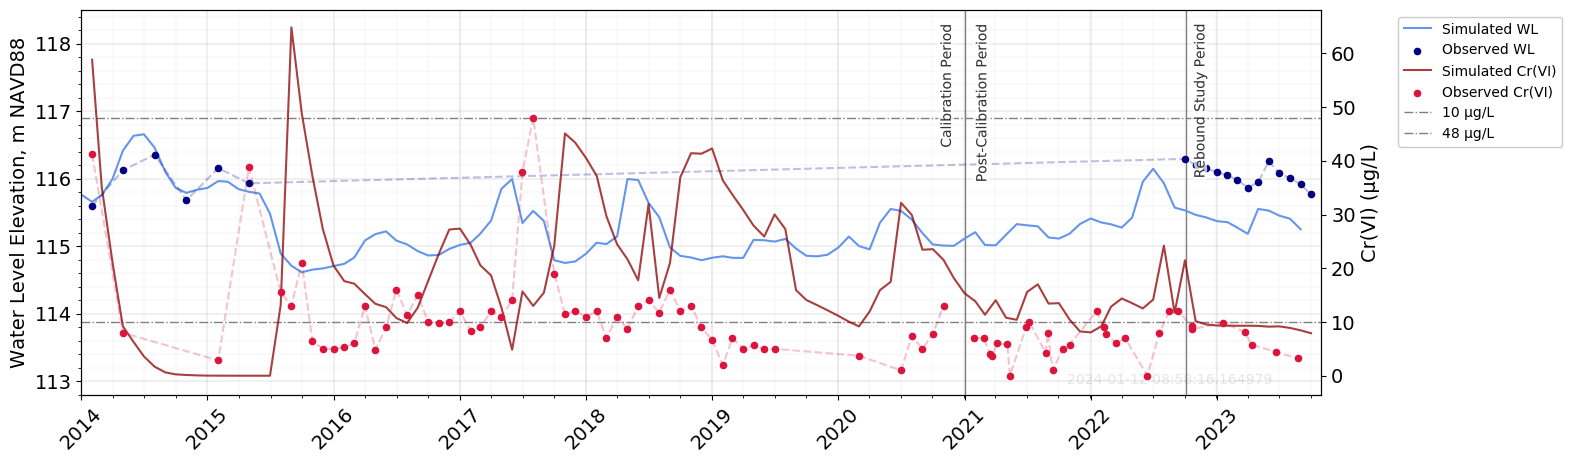 Water Level Elevation, m NAVD88
118
117
116
115
114
113
2014
2015
2016
2017
2018
2019
2020
2021
2022
2023
Calibration Period
Post-Calibration Period
Rebound Study Period
60
50
40
30
20
10
0
Cr(VI) (µg/L)
Simulated WL
Observed WL
Simulated Cr(VI)
Observed Cr(VI)
10 µg/L
48 µg/L